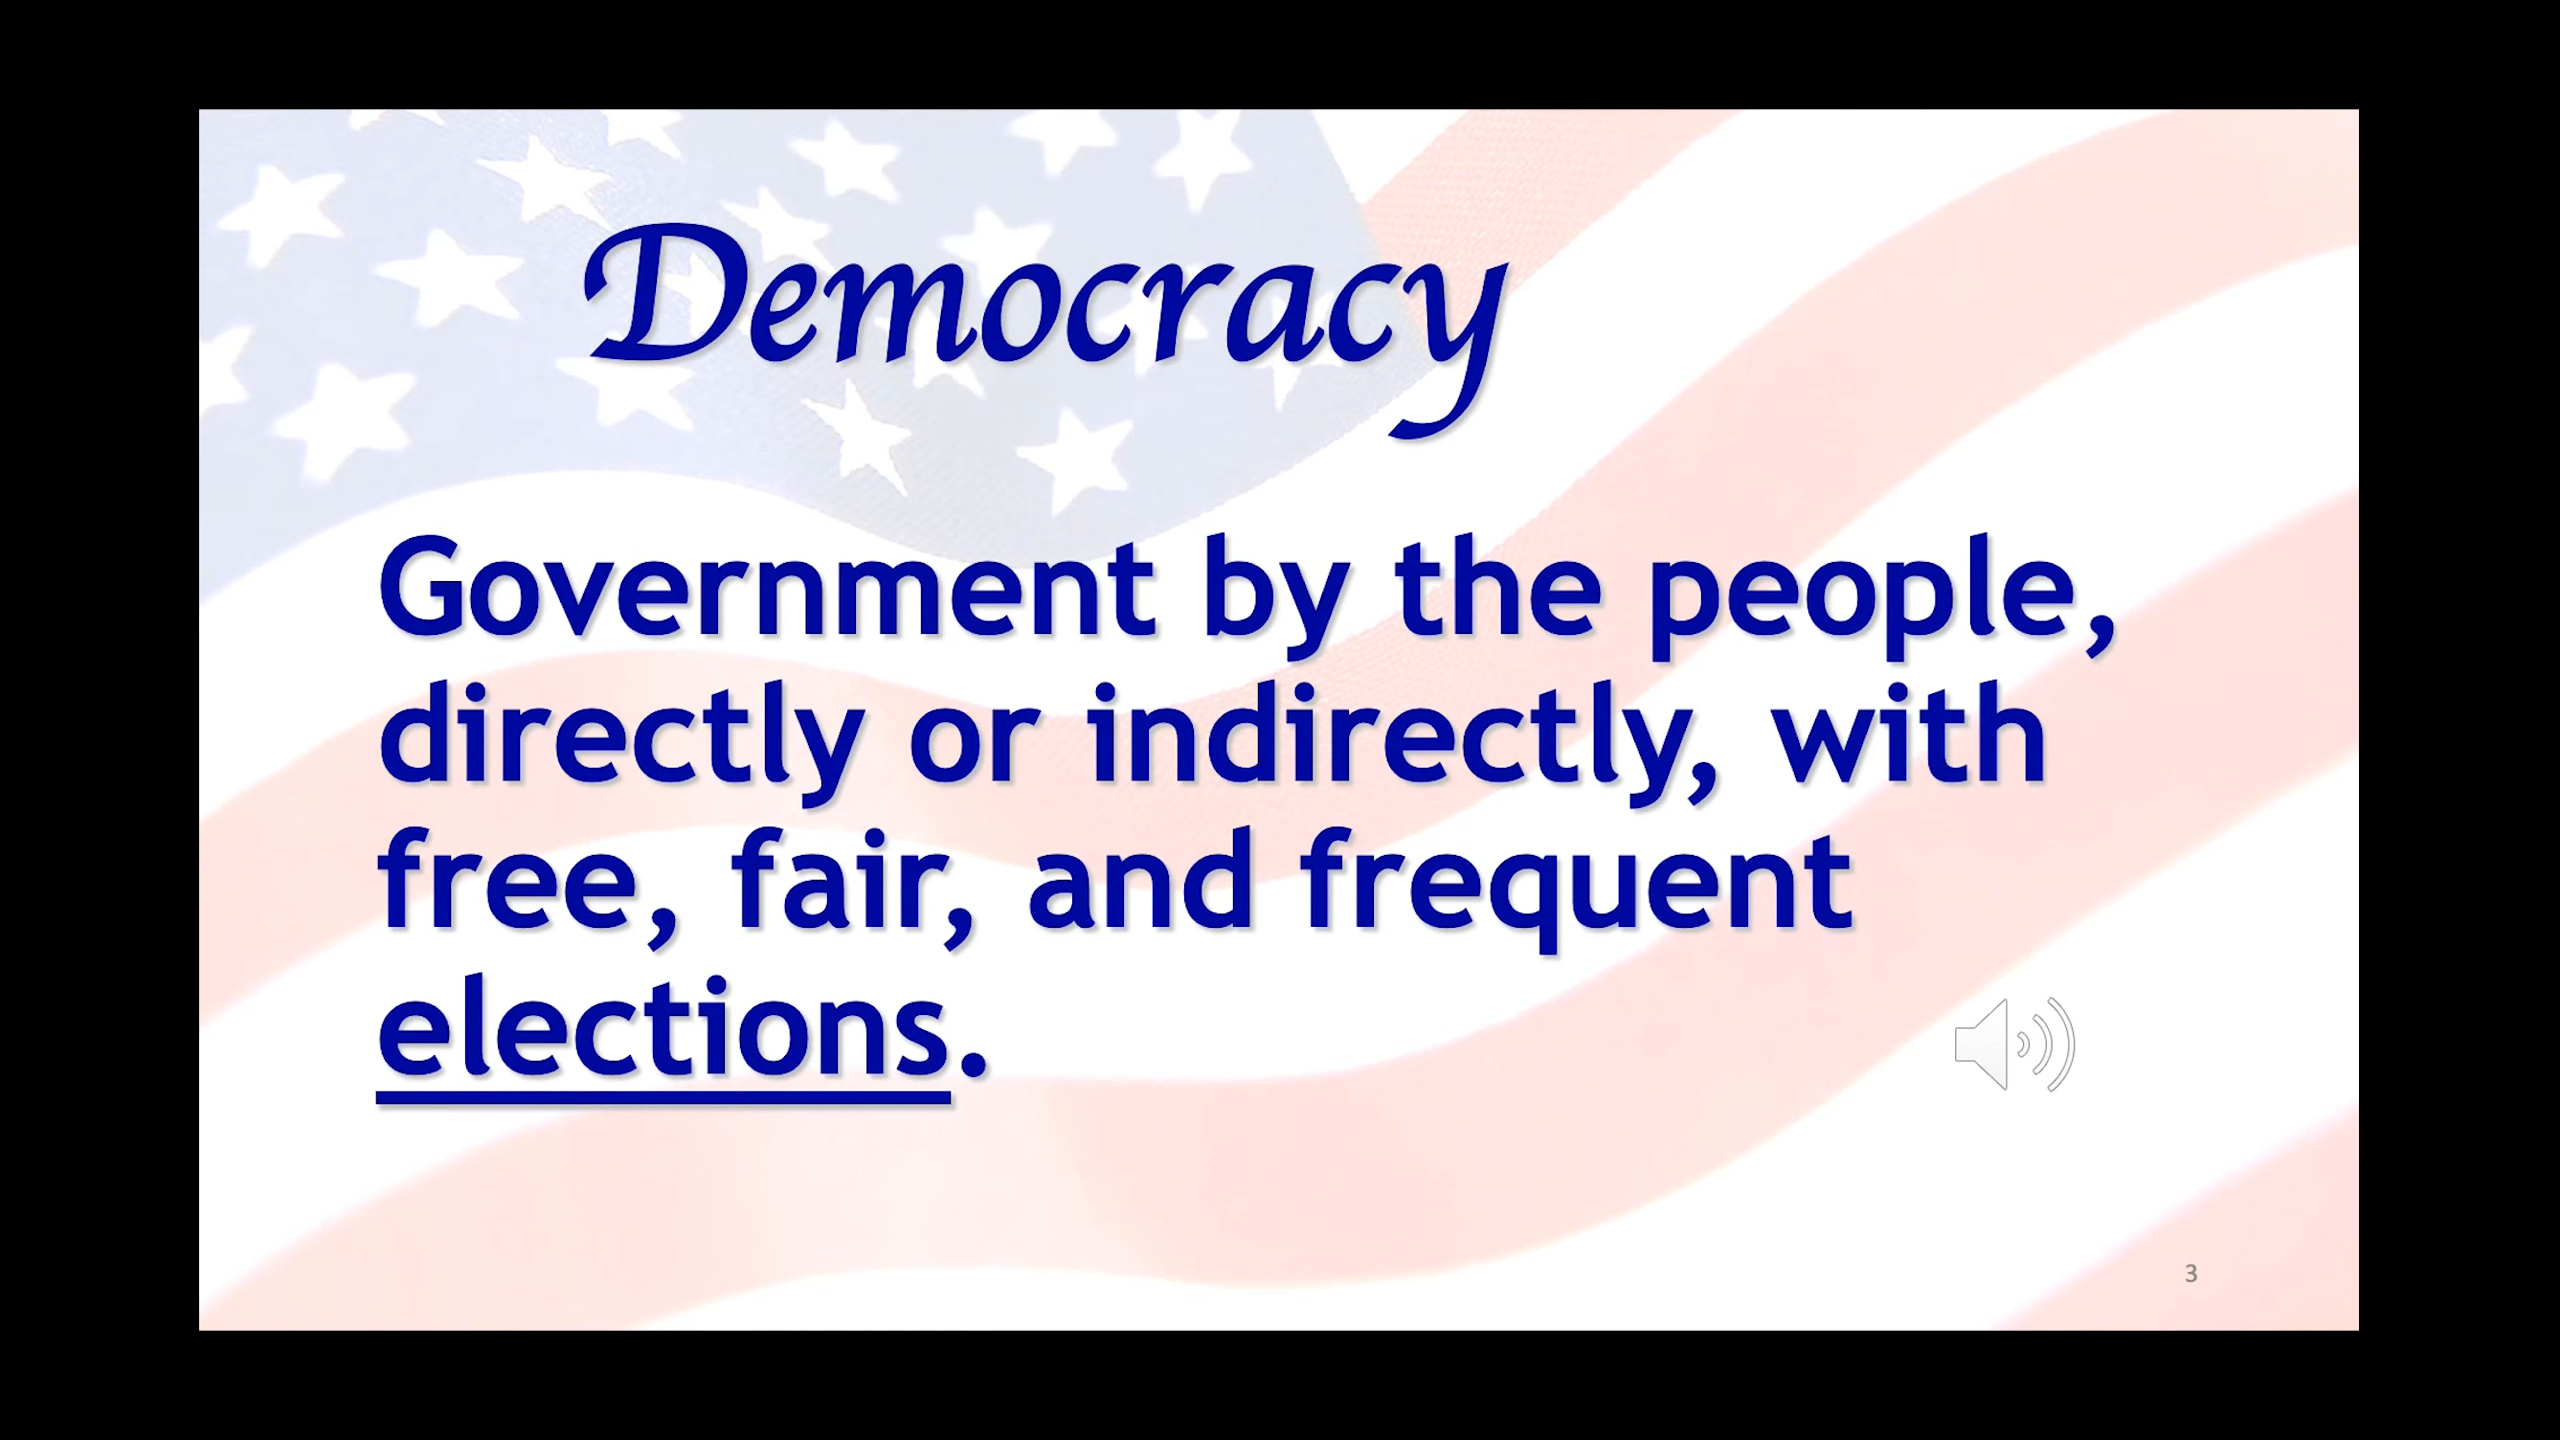 Democracy
Government by the people,
directly or indirectly, with
free, fair, and frequent
elections.
3